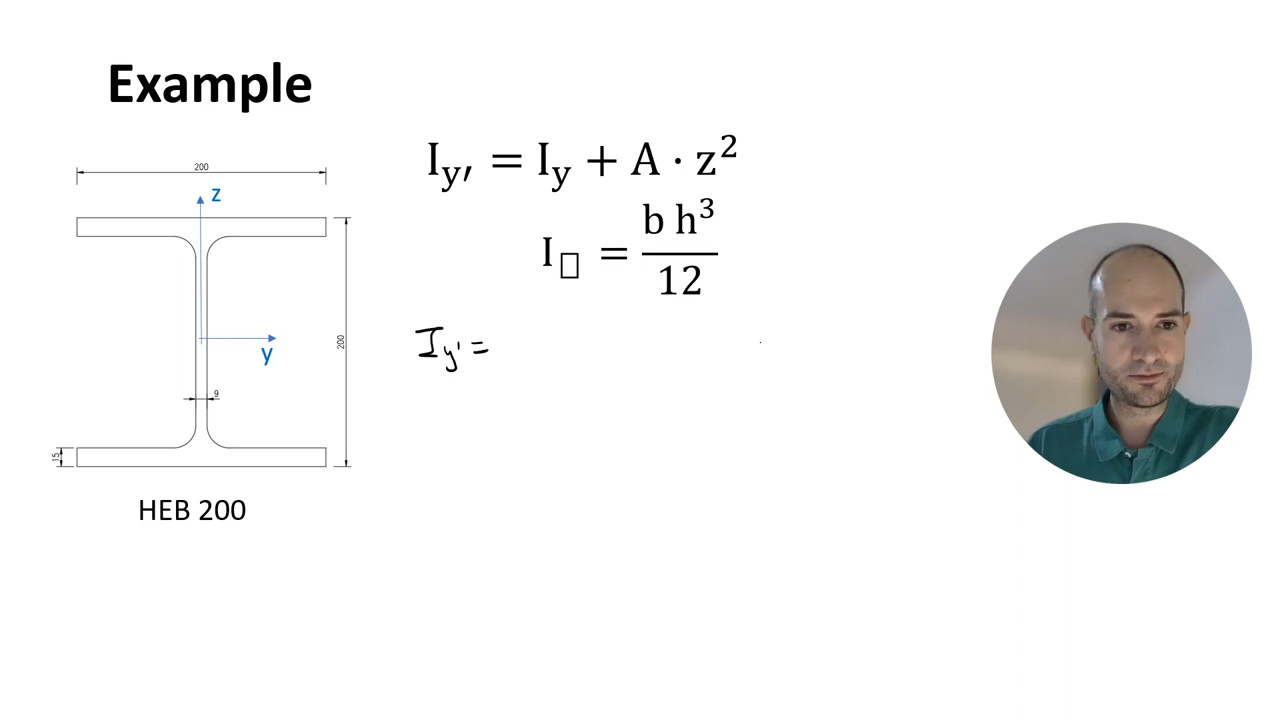 Example
200
z
y
200
9
15
HEB 200
I_y′ = I_y + A · z²
I_▯ = b h³ / 12
I_y' =